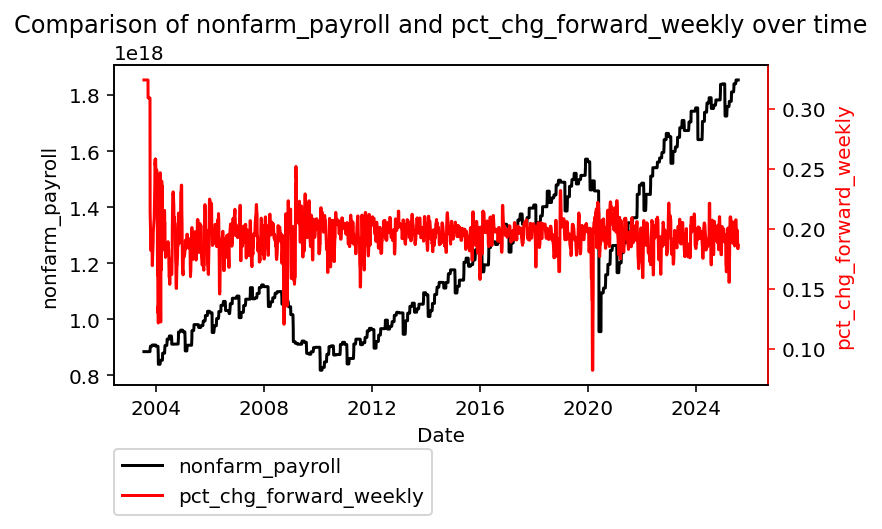 Comparison of nonfarm_payroll and pct_chg_forward_weekly over time
1e18
1.8
1.6
1.4
1.2
1.0
0.8
nonfarm_payroll
0.30
0.25
0.20
0.15
0.10
pct_chg_forward_weekly
2004 2008 2012 2016 2020 2024
Date
nonfarm_payroll
pct_chg_forward_weekly